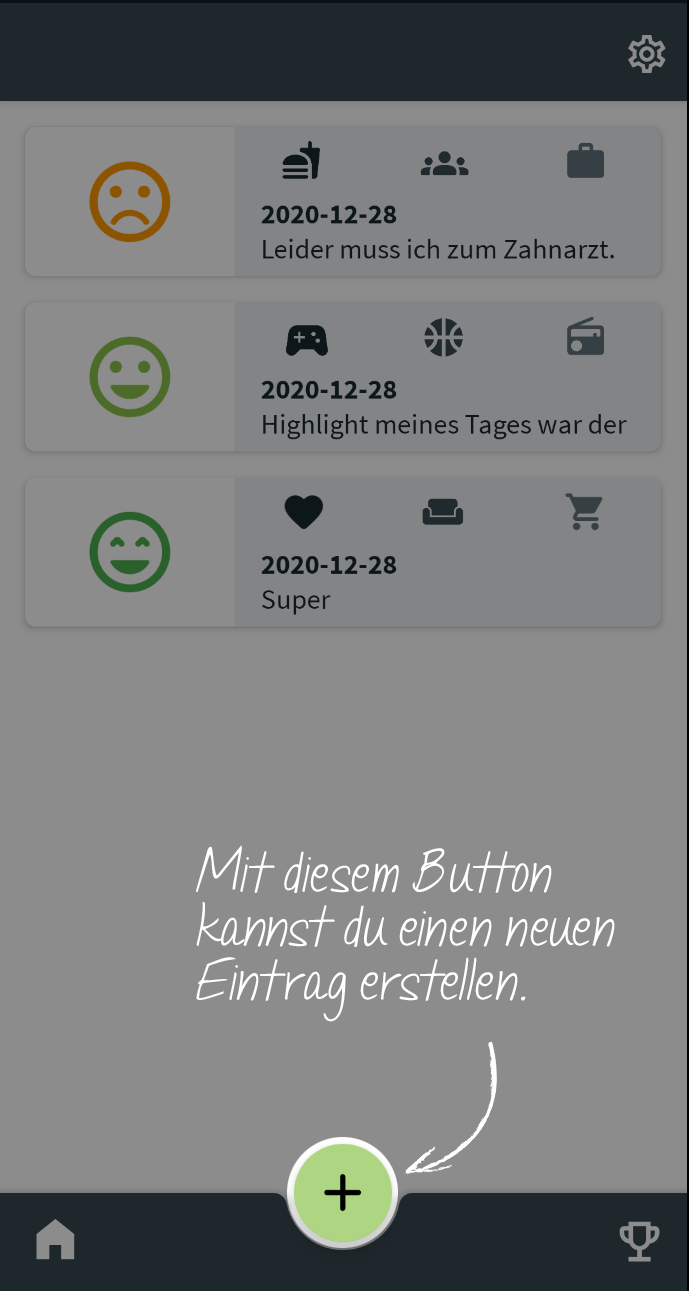 2020-12-28
Leider muss ich zum Zahnarzt.
2020-12-28
Highlight meines Tages war der
2020-12-28
Super
Mit diesem Button
kannst du einen neuen
Eintrag erstellen.